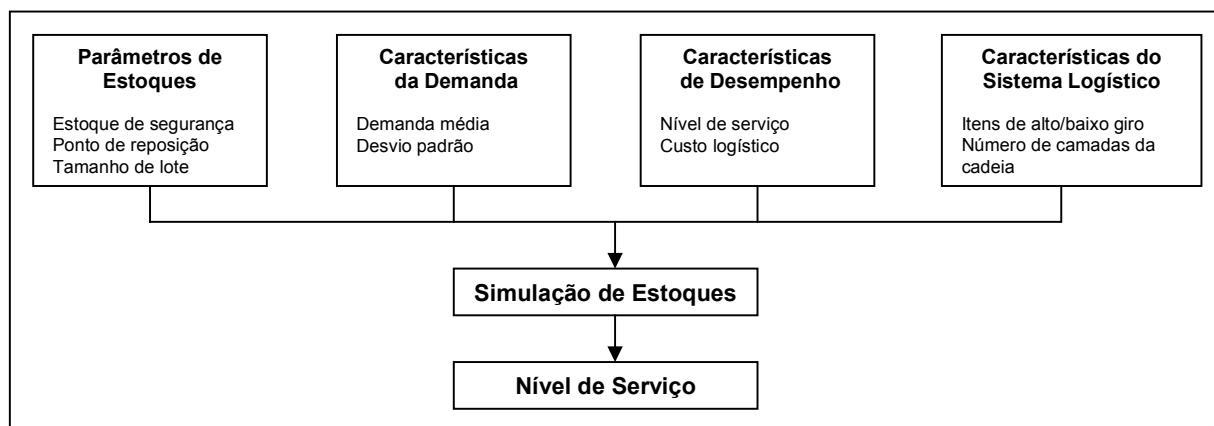 Parâmetros de
Estoques
Estoque de segurança
Ponto de reposição
Tamanho de lote
Características
da Demanda
Demanda média
Desvio padrão
Características
de Desempenho
Nível de serviço
Custo logístico
Características do
Sistema Logístico
Itens de alto/baixo giro
Número de camadas da
cadeia
Simulação de Estoques
Nível de Serviço